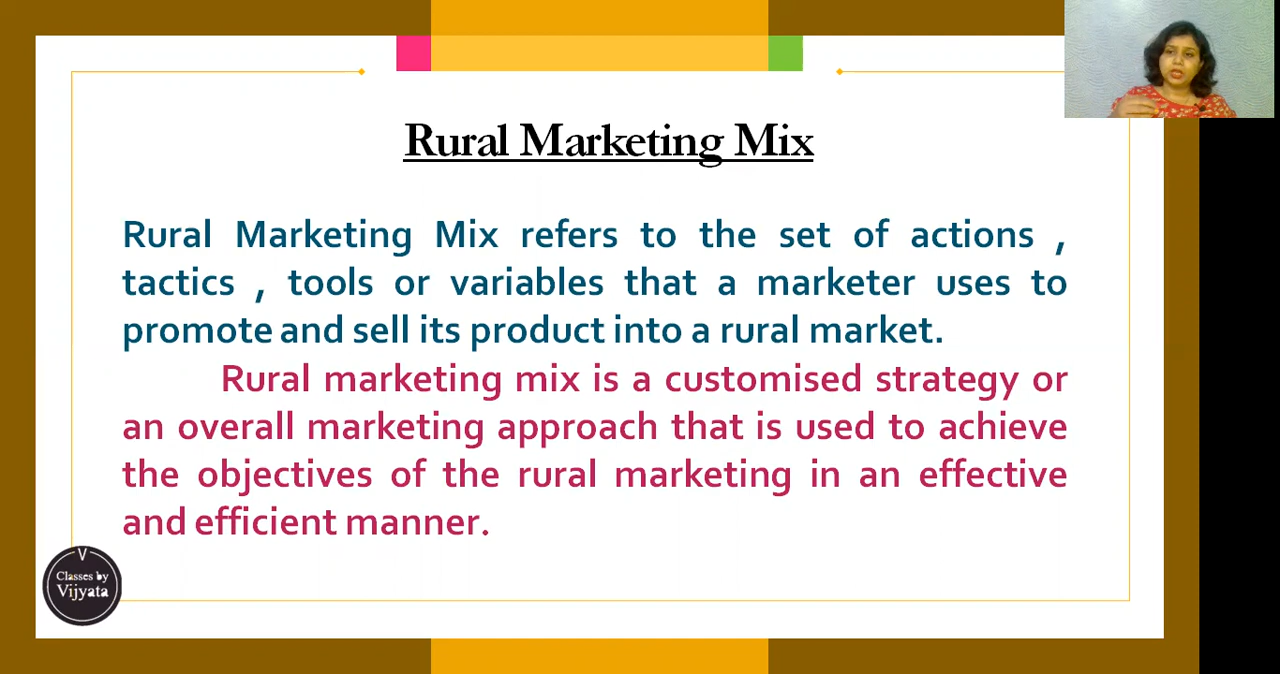 Rural Marketing Mix
Rural Marketing Mix refers to the set of actions ,
tactics , tools or variables that a marketer uses to
promote and sell its product into a rural market.
Rural marketing mix is a customised strategy or
an overall marketing approach that is used to achieve
the objectives of the rural marketing in an effective
and efficient manner.
V
Classes by
Vijyata